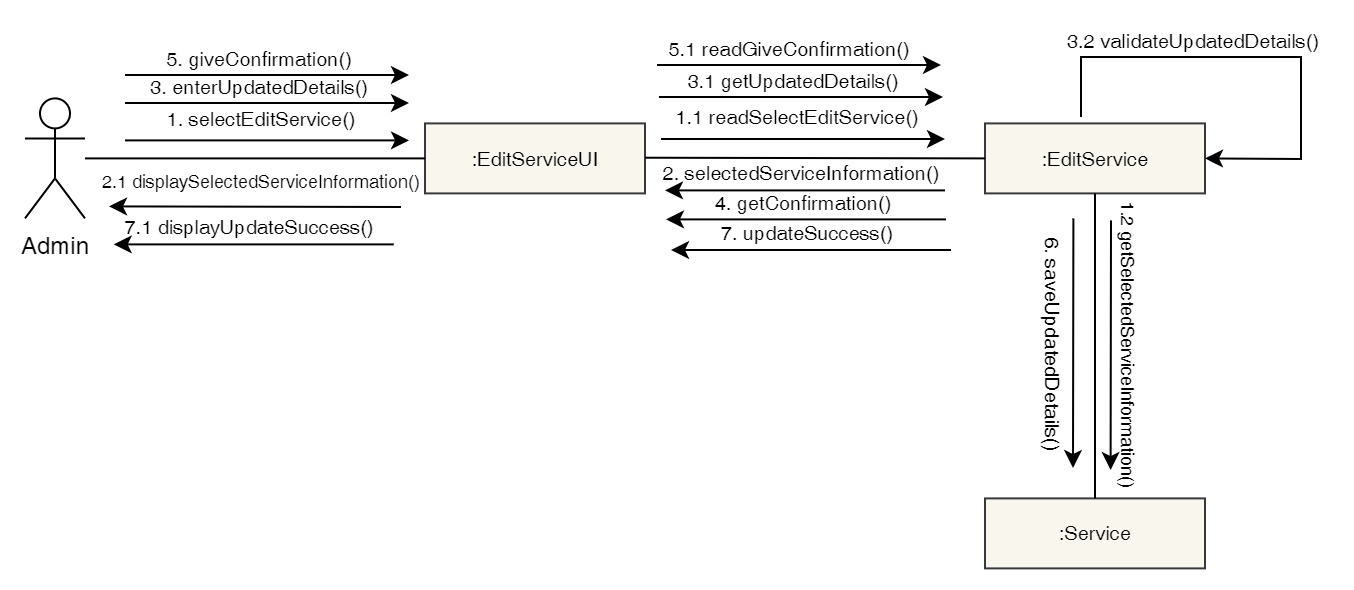 5. giveConfirmation()
3. enterUpdatedDetails()
1. selectEditService()
Admin
2.1 displaySelectedServiceInformation()
7.1 displayUpdateSuccess()
:EditServiceUI
5.1 readGiveConfirmation()
3.1 getUpdatedDetails()
1.1 readSelectEditService()
2. selectedServiceInformation()
4. getConfirmation()
7. updateSuccess()
3.2 validateUpdatedDetails()
:EditService
6. saveUpdatedDetails()
1.2 getSelectedServiceInformation()
:Service